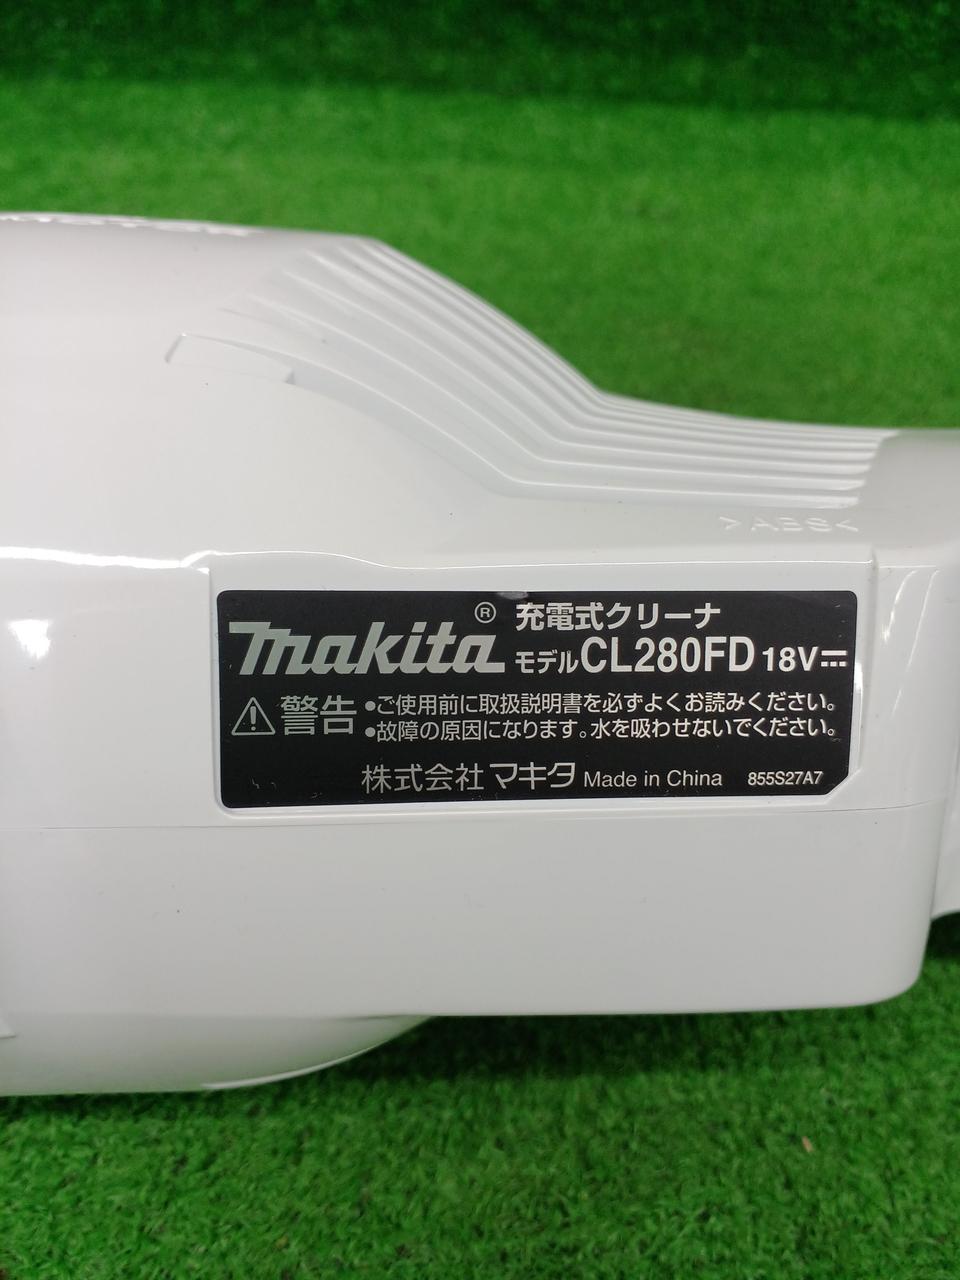 >ABS<
makita®
充電式クリーナ
モデルCL280FD 18V⎓
⚠警告 •ご使用前に取扱説明書を必ずよくお読みください。
•故障の原因になります。水を吸わせないでください。
株式会社マキタ Made in China 855S27A7